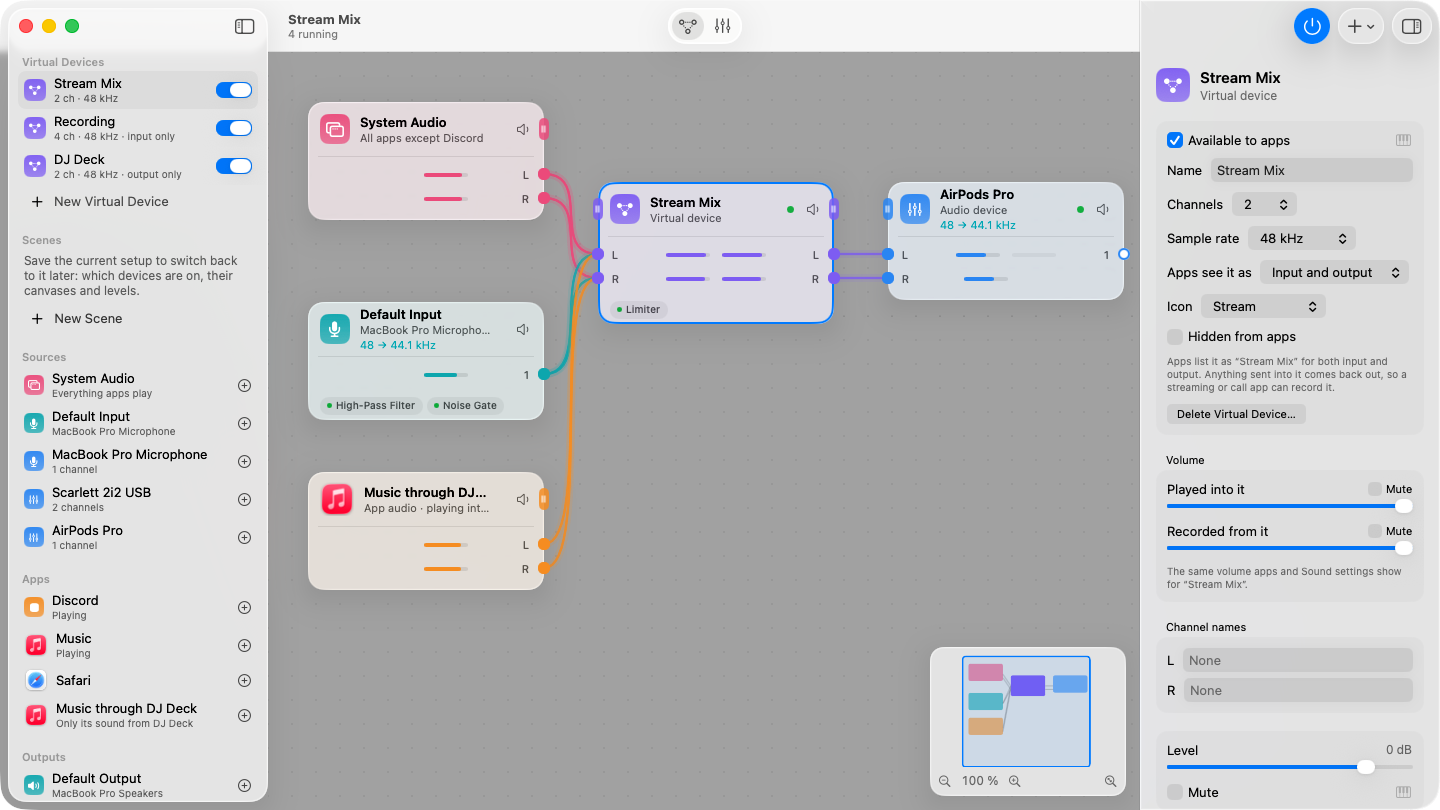 Virtual Devices
Stream Mix
2 ch · 48 kHz
Recording
4 ch · 48 kHz · input only
DJ Deck
2 ch · 48 kHz · output only
New Virtual Device
Scenes
Save the current setup to switch back
to it later: which devices are on, their
canvases and levels.
New Scene
Sources
System Audio
Everything apps play
Default Input
MacBook Pro Microphone
MacBook Pro Microphone
1 channel
Scarlett 2i2 USB
2 channels
AirPods Pro
1 channel
Apps
Discord
Playing
Music
Playing
Safari
Music through DJ Deck
Only its sound from DJ Deck
Outputs
Default Output
MacBook Pro Speakers
Stream Mix
4 running
System Audio
All apps except Discord
L
R
Default Input
MacBook Pro Micropho...
48 → 44.1 kHz
1
High-Pass Filter
Noise Gate
Music through DJ...
App audio · playing int...
L
R
Stream Mix
Virtual device
L L
R R
Limiter
AirPods Pro
Audio device
48 → 44.1 kHz
L 1
R
100 %
Stream Mix
Virtual device
Available to apps
Name Stream Mix
Channels 2
Sample rate 48 kHz
Apps see it as Input and output
Icon Stream
Hidden from apps
Apps list it as “Stream Mix” for both input and
output. Anything sent into it comes back out, so a
streaming or call app can record it.
Delete Virtual Device...
Volume
Played into it Mute
Recorded from it Mute
The same volume apps and Sound settings show
for “Stream Mix”.
Channel names
L None
R None
Level 0 dB
Mute